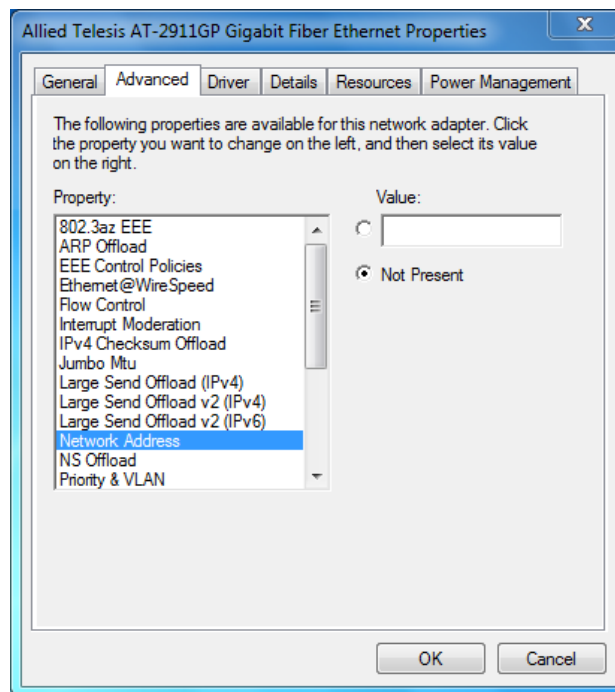 Allied Telesis AT-2911GP Gigabit Fiber Ethernet Properties
General Advanced Driver Details Resources Power Management
The following properties are available for this network adapter. Click
the property you want to change on the left, and then select its value
on the right.
Property:
802.3az EEE
ARP Offload
EEE Control Policies
Ethernet@WireSpeed
Flow Control
Interrupt Moderation
IPv4 Checksum Offload
Jumbo Mtu
Large Send Offload (IPv4)
Large Send Offload v2 (IPv4)
Large Send Offload v2 (IPv6)
Network Address
NS Offload
Priority & VLAN
Value:
Not Present
OK Cancel